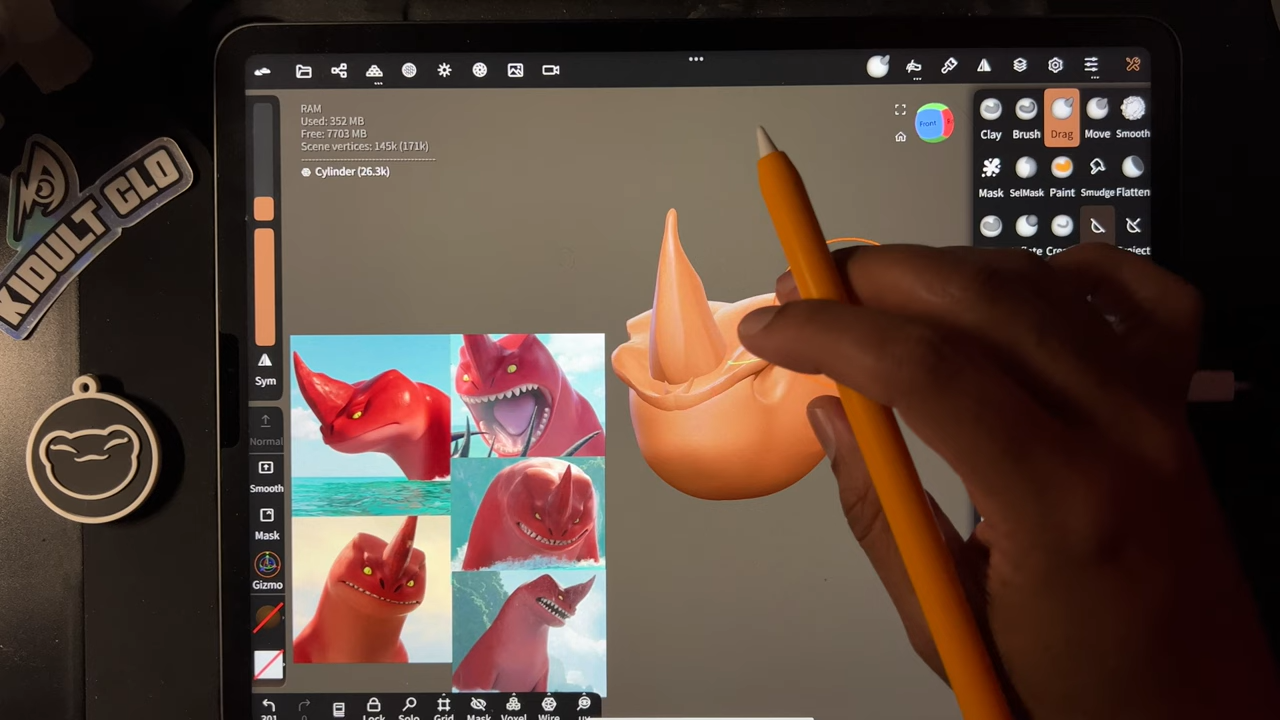 KIDULT CLO
RAM
Used: 352 MB
Free: 7703 MB
Scene vertices: 145k (171k)
Cylinder (26.3k)
Front
Clay
Brush
Drag
Move
Smooth
Mask
SelMask
Paint
Smudge
Flatten
Sym
Normal
Smooth
Mask
Gizmo
301
0
Lock
Solo
Grid
Mask
Voxel
Wire